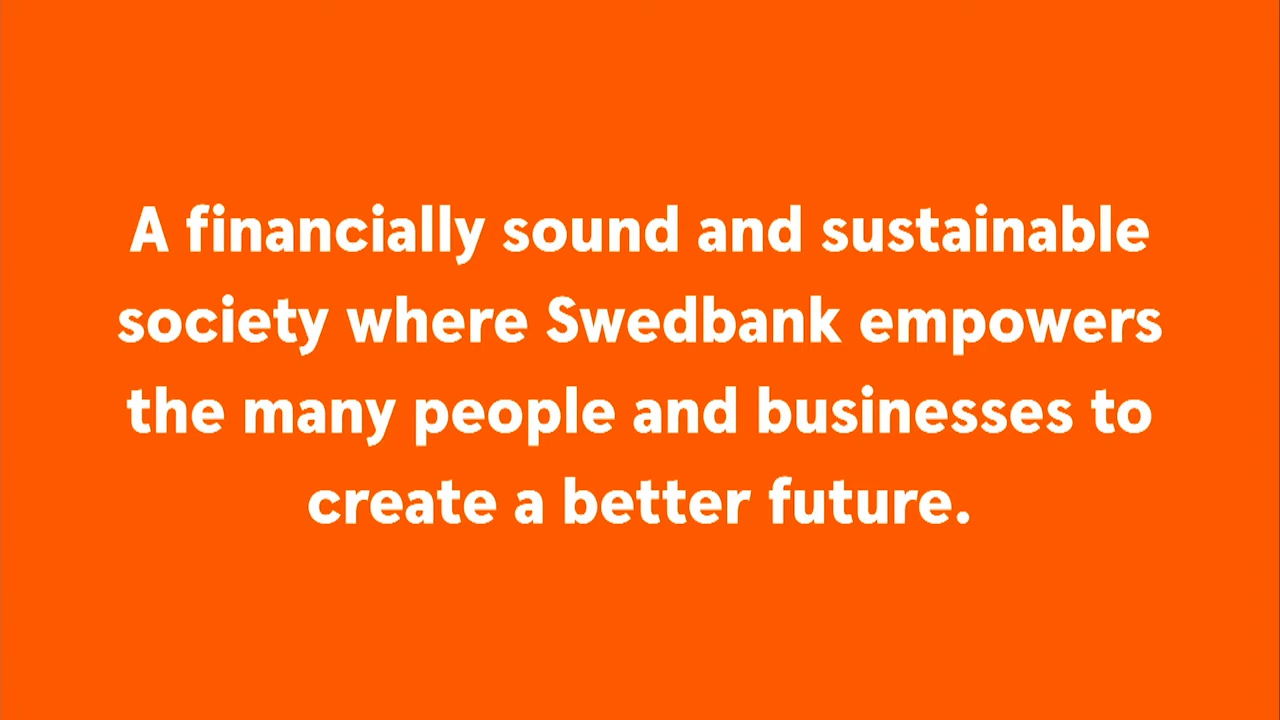 A financially sound and sustainable
society where Swedbank empowers
the many people and businesses to
create a better future.